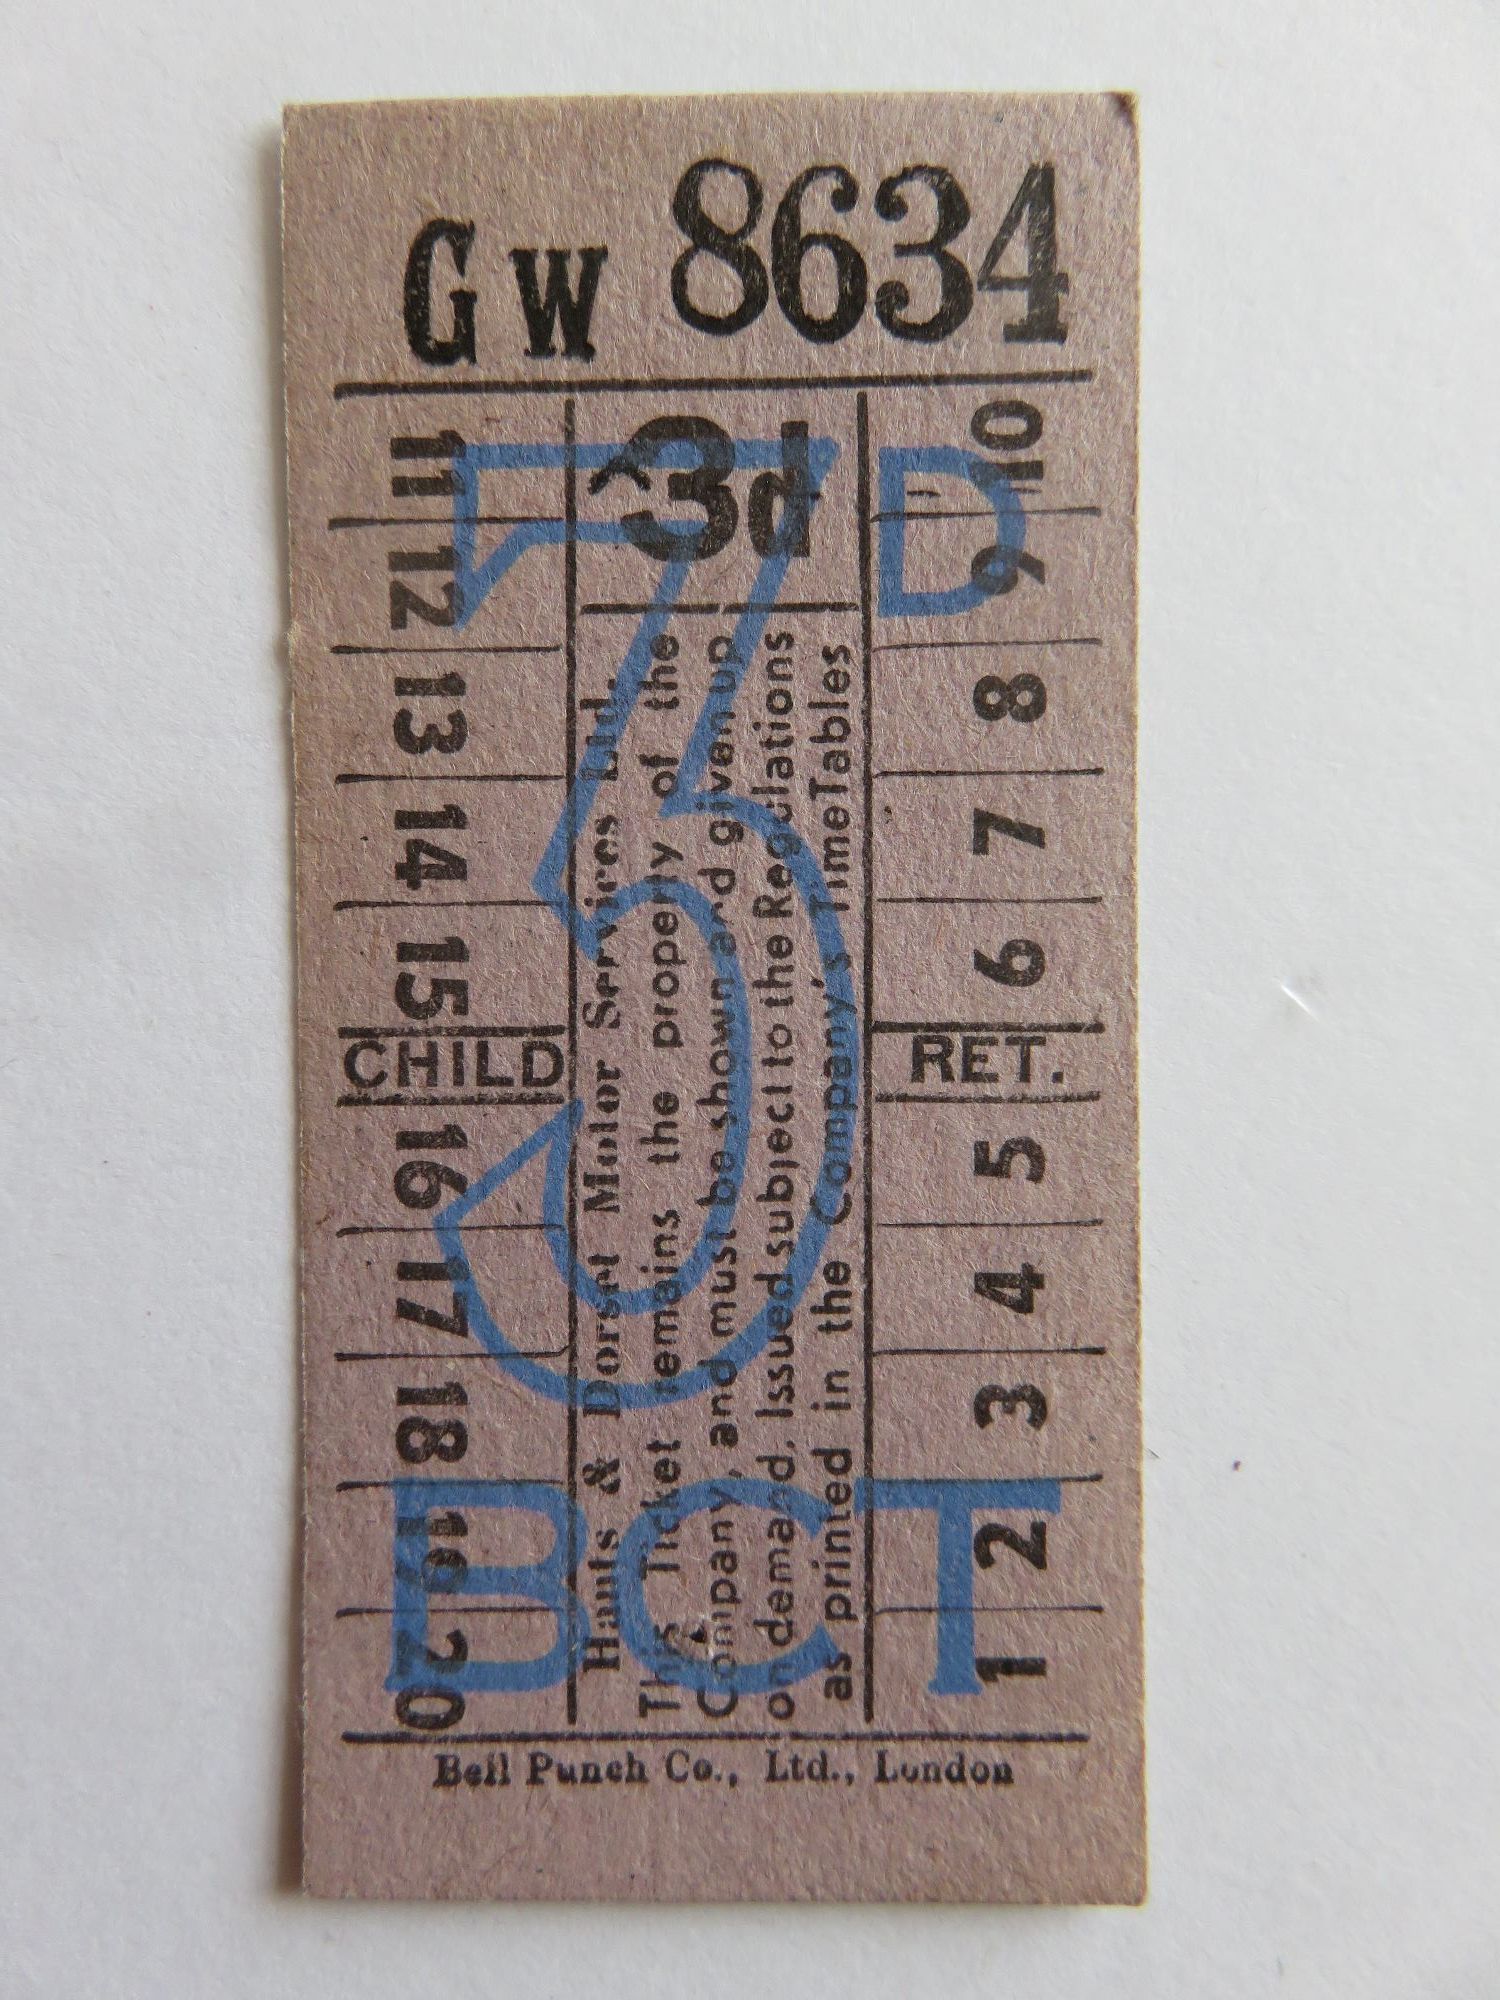 GW 8634
3d
3D
11
12
13
14
15
CHILD
16
17
18
19
20
Hants & Dorset Motor Services Ltd.
This Ticket remains the property of the
Company, and must be shown and given up
on demand, Issued subject to the Regulations
as printed in the Company's TimeTables
10
9
8
7
6
RET.
5
4
3
2
1
BCT
Bell Punch Co., Ltd., London